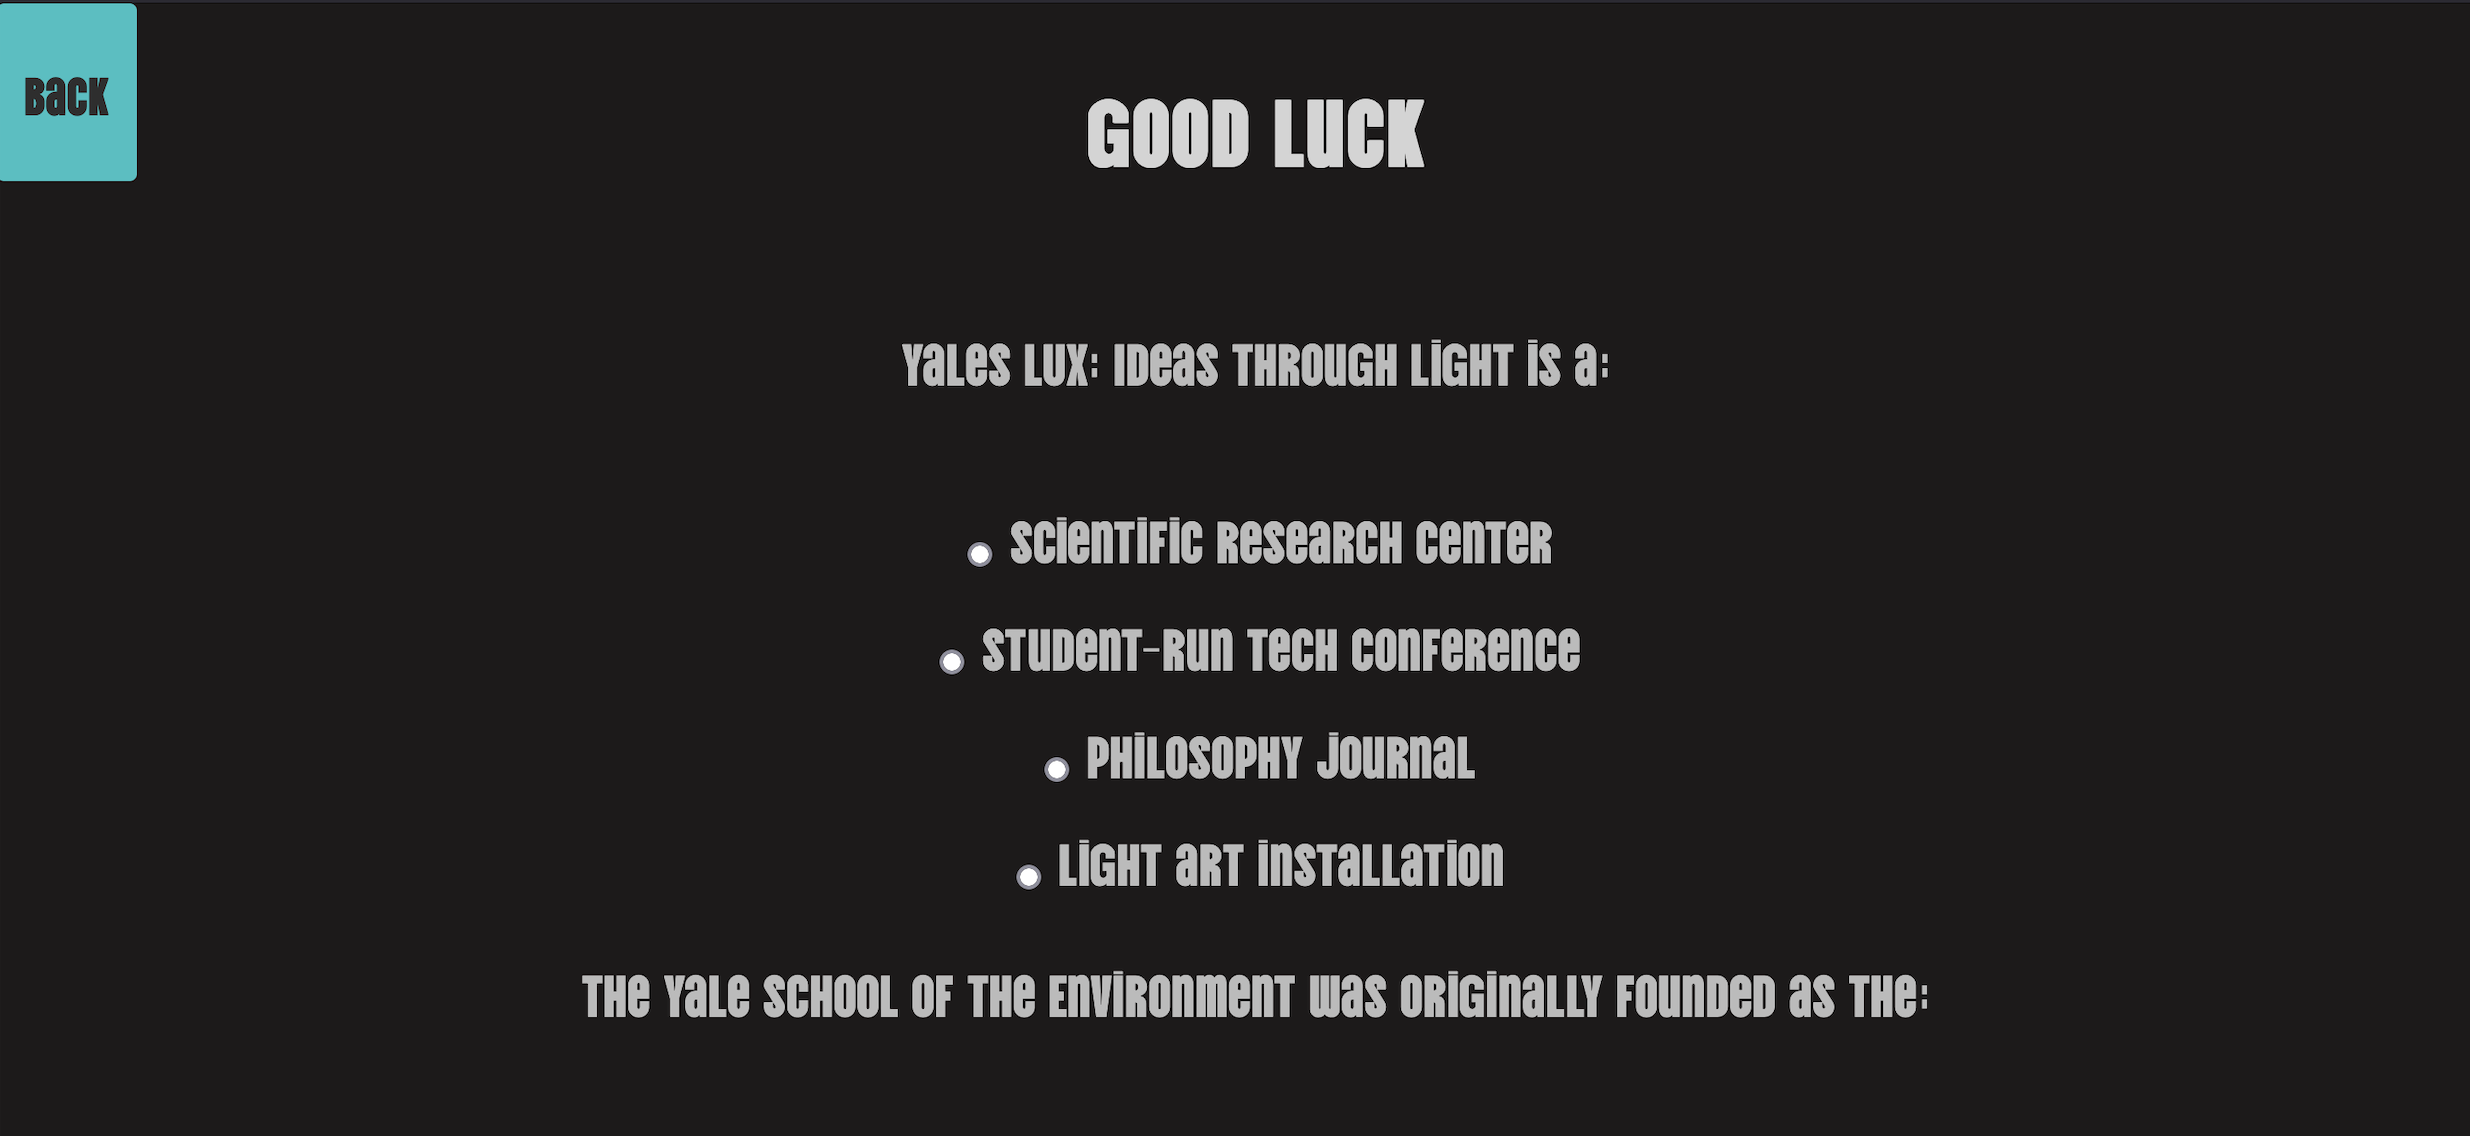 Back
GOOD LUCK
Yales LUX: Ideas Through Light is a:
Scientific research center
Student-run tech conference
Philosophy journal
Light art installation
The Yale School of the Environment was originally founded as the: